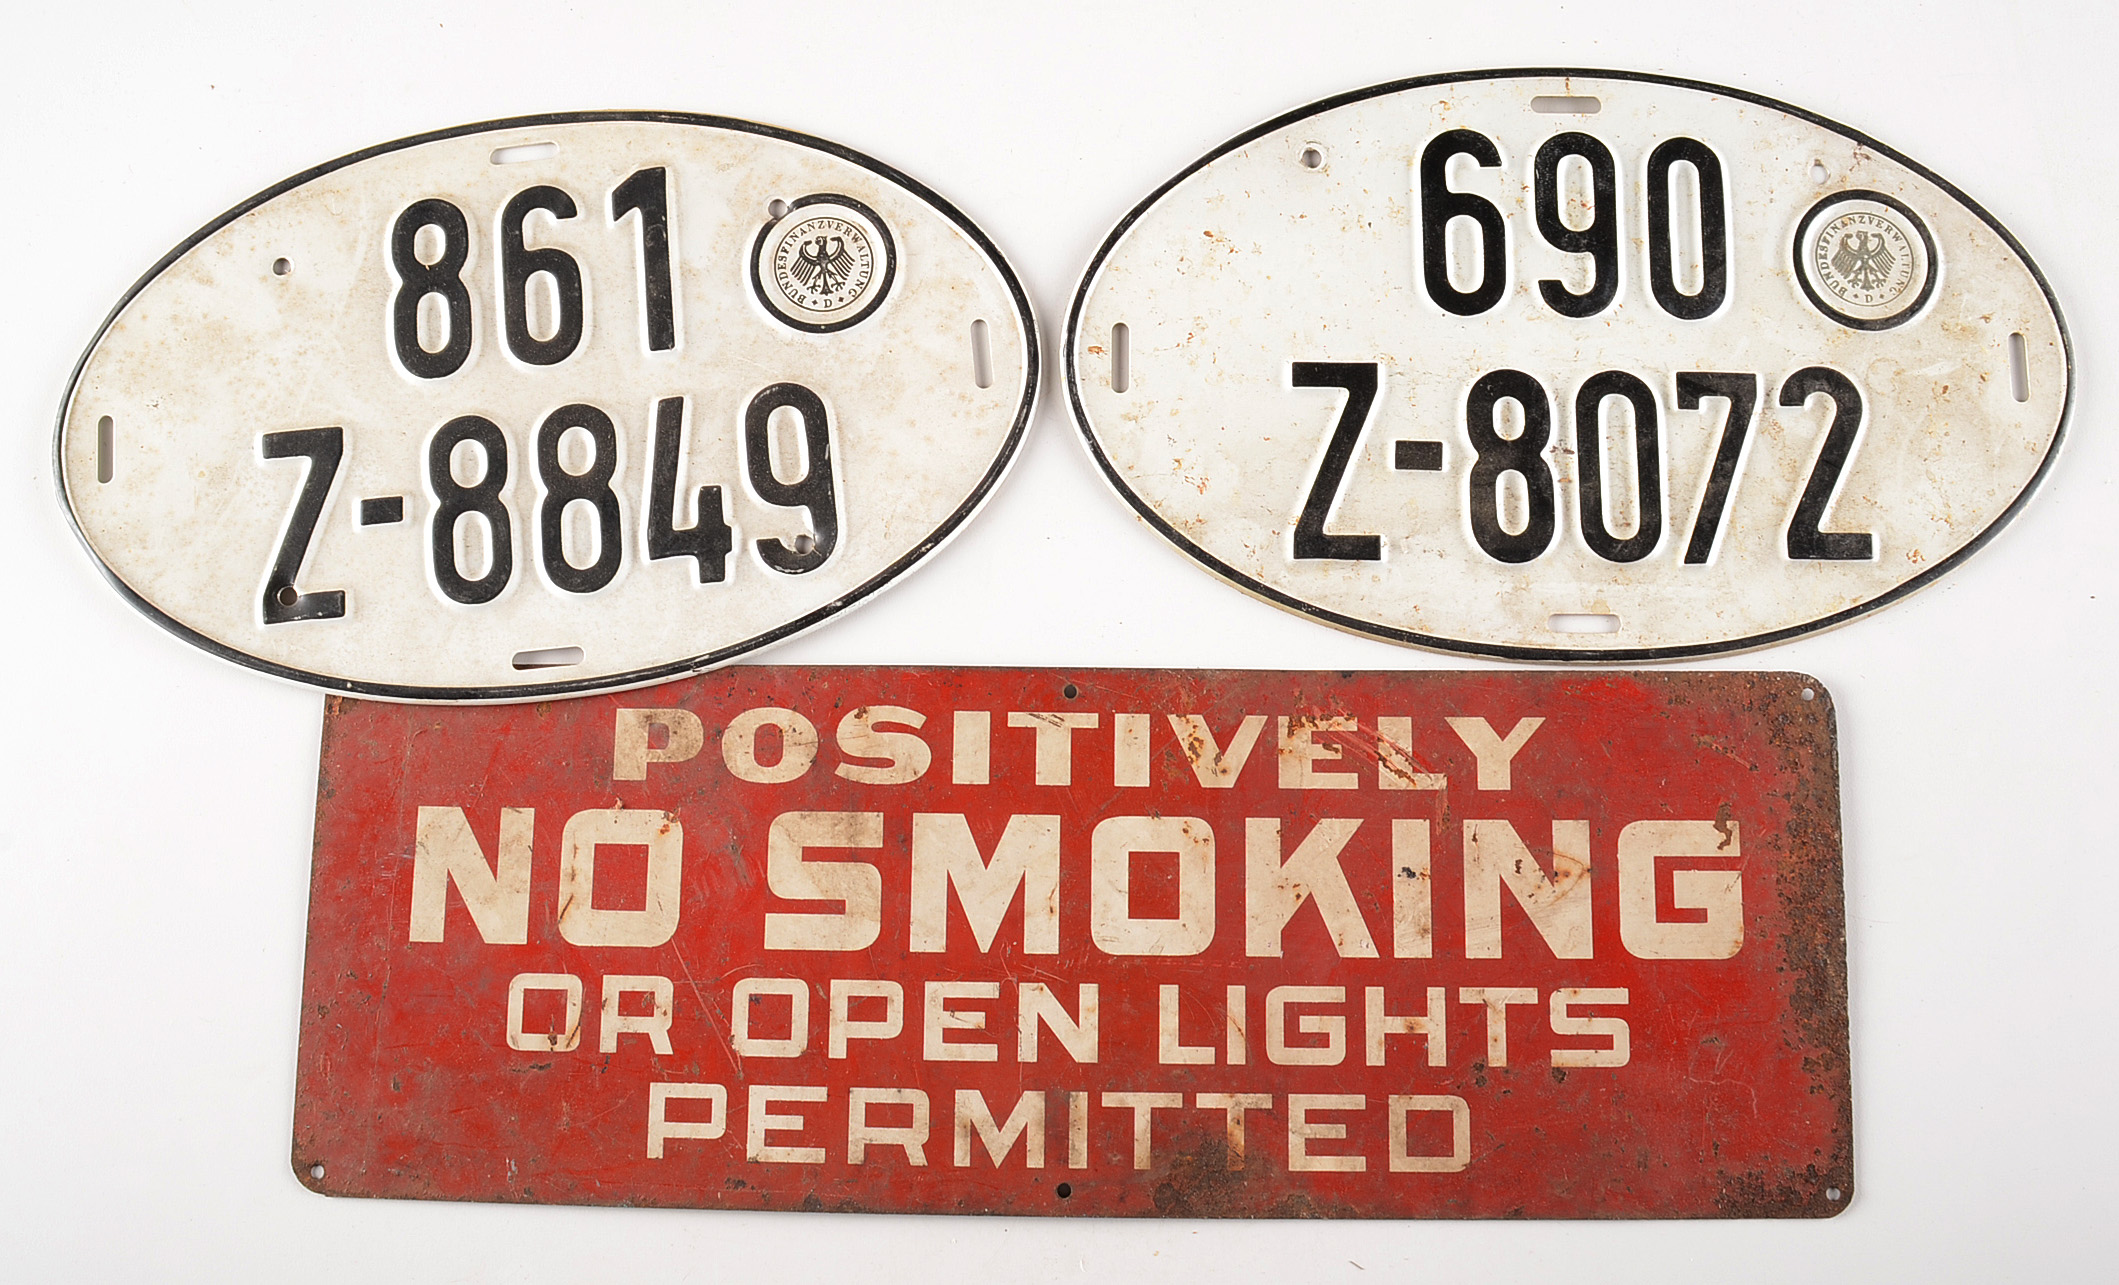 861
BUNDESFINANZVERWALTUNG
D
Z-8849
690
BUNDESFINANZVERWALTUNG
D
Z-8072
POSITIVELY
NO SMOKING
OR OPEN LIGHTS
PERMITTED